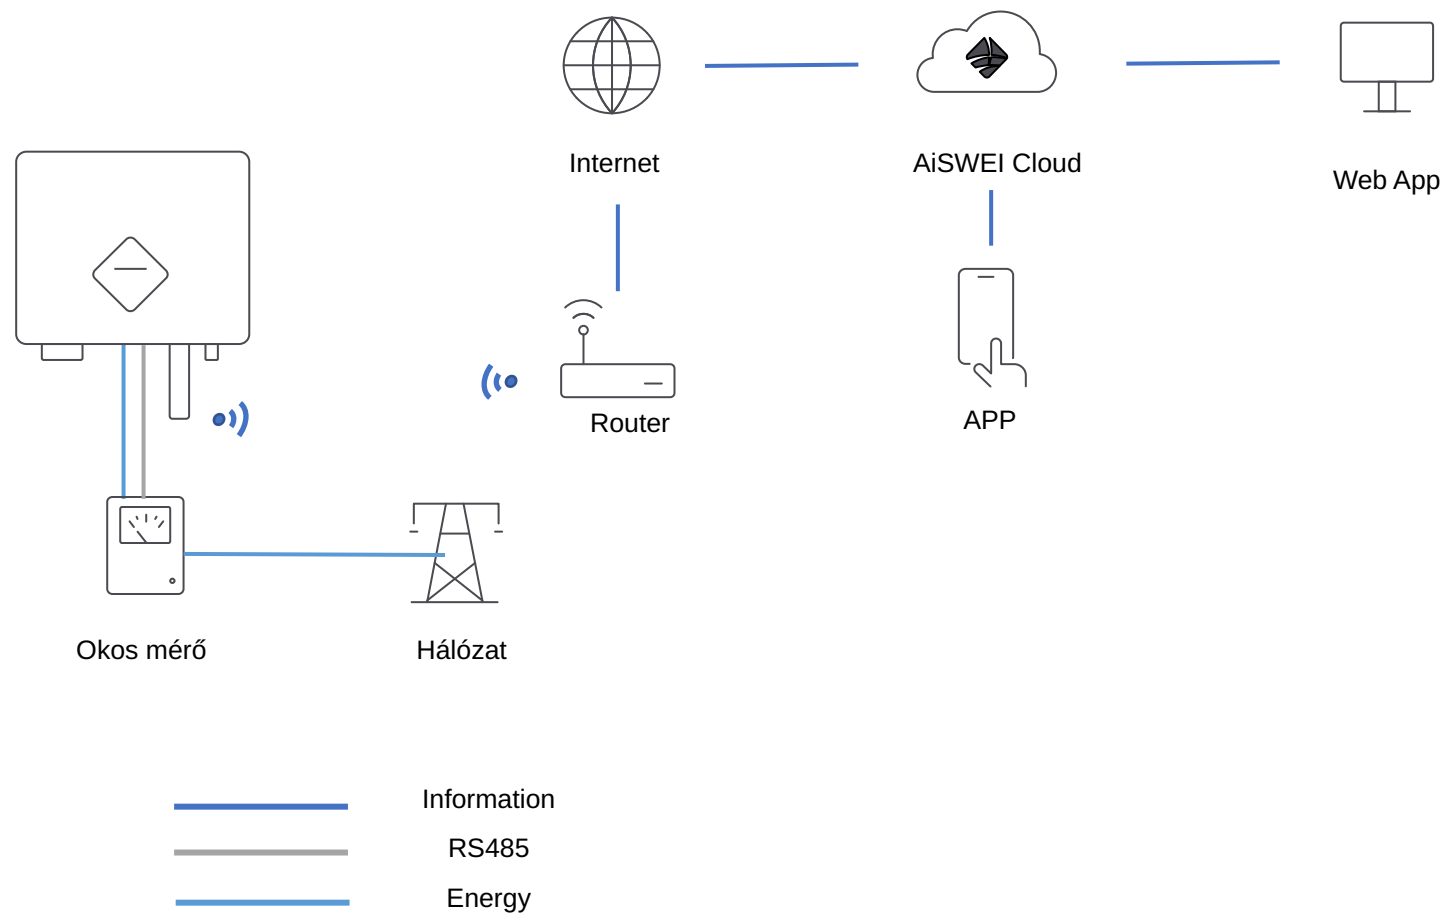 Internet
AiSWEI Cloud
Web App
Router
APP
Okos mérő
Hálózat
Information
RS485
Energy